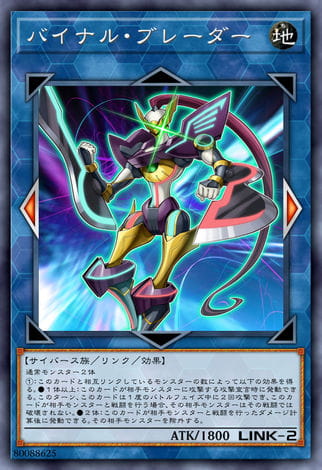 バイナル・ブレーダー
地
【サイバース族／リンク／効果】
通常モンスター２体
①：このカードと相互リンクしているモンスターの数によって以下の効果を得
る。●１体以上：このカードが相手モンスターに攻撃する攻撃宣言時に発動でき
る。このターン、このカードは１度のバトルフェイズ中に２回攻撃でき、このカー
ドが相手モンスターと戦闘を行う場合、その相手モンスターはその戦闘では
破壊されない。●２体：このカードが相手モンスターと戦闘を行ったダメージ計
算後に発動できる。その相手モンスターを除外する。
ATK/1800 LINK-2
80088625